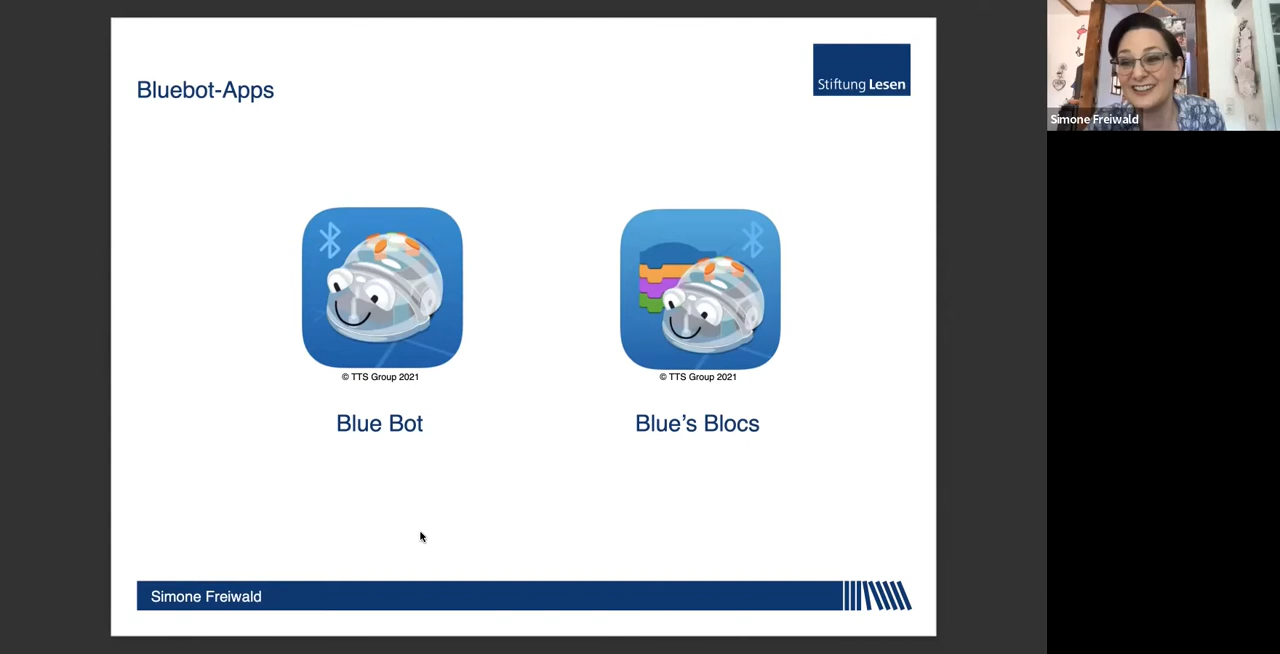 Bluebot-Apps
Stiftung Lesen
© TTS Group 2021
© TTS Group 2021
Blue Bot
Blue’s Blocs
Simone Freiwald
Simone Freiwald